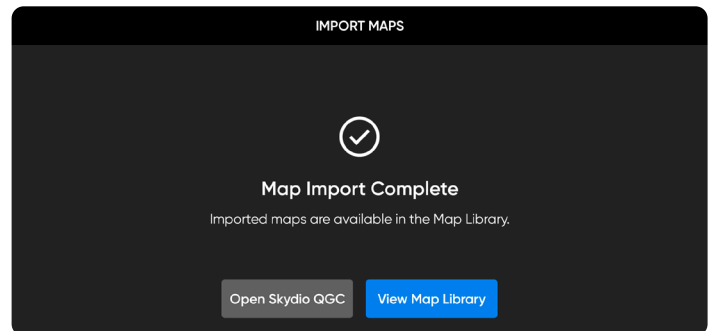 IMPORT MAPS
Map Import Complete
Imported maps are available in the Map Library.
Open Skydio QGC
View Map Library